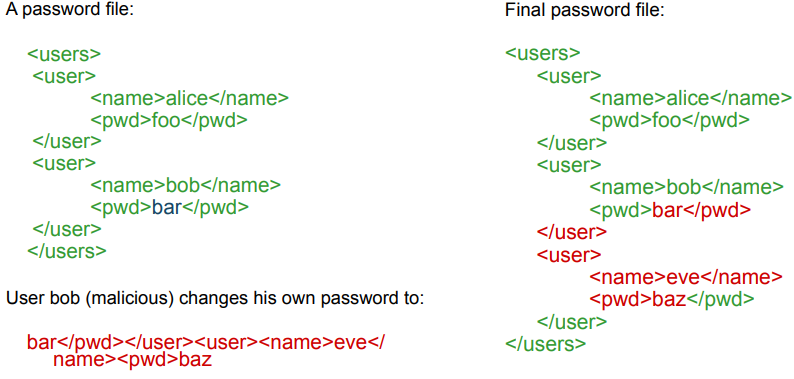 A password file:
<users>
<user>
<name>alice</name>
<pwd>foo</pwd>
</user>
<user>
<name>bob</name>
<pwd>bar</pwd>
</user>
</users>
User bob (malicious) changes his own password to:
bar</pwd></user><user><name>eve</
name><pwd>baz
Final password file:
<users>
<user>
<name>alice</name>
<pwd>foo</pwd>
</user>
<user>
<name>bob</name>
<pwd>bar</pwd>
</user>
<user>
<name>eve</name>
<pwd>baz</pwd>
</user>
</users>